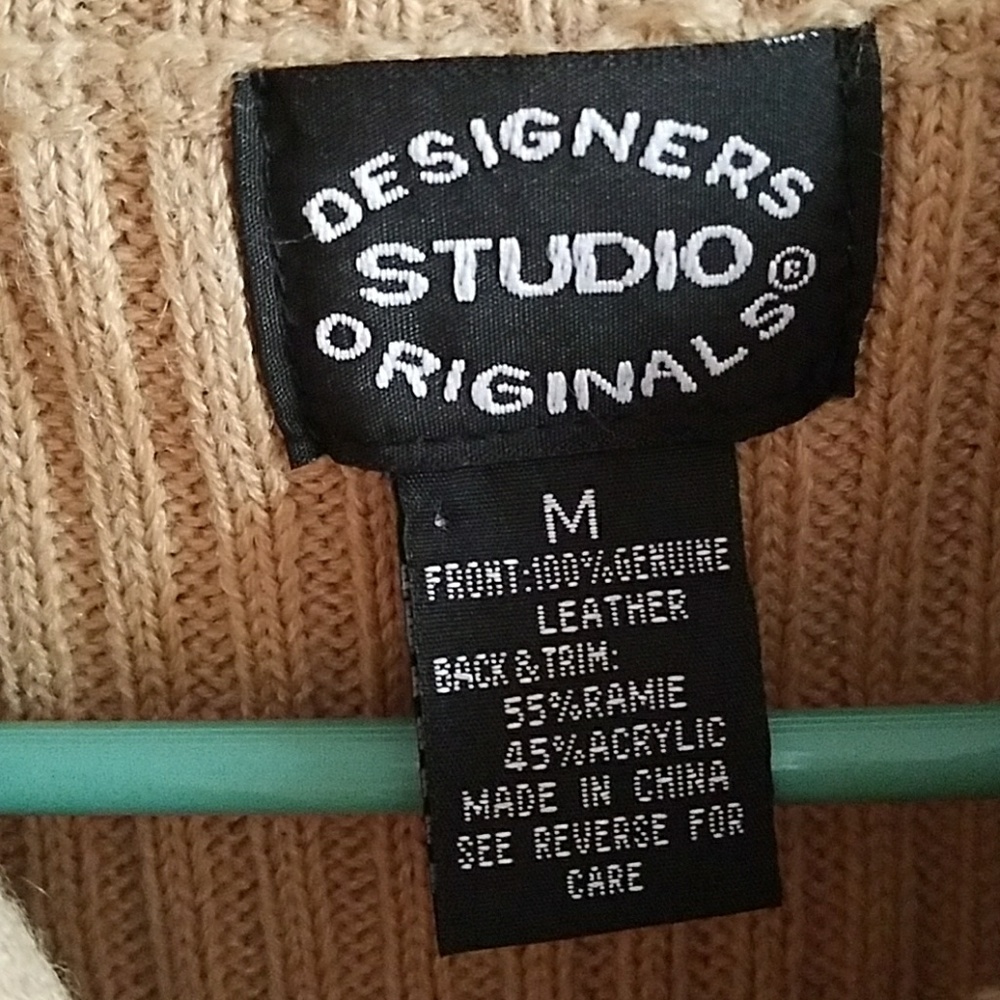 DESIGNERS
STUDIO®
ORIGINALS
M
FRONT:100%GENUINE
LEATHER
BACK&TRIM:
55%RAMIE
45%ACRYLIC
MADE IN CHINA
SEE REVERSE FOR
CARE